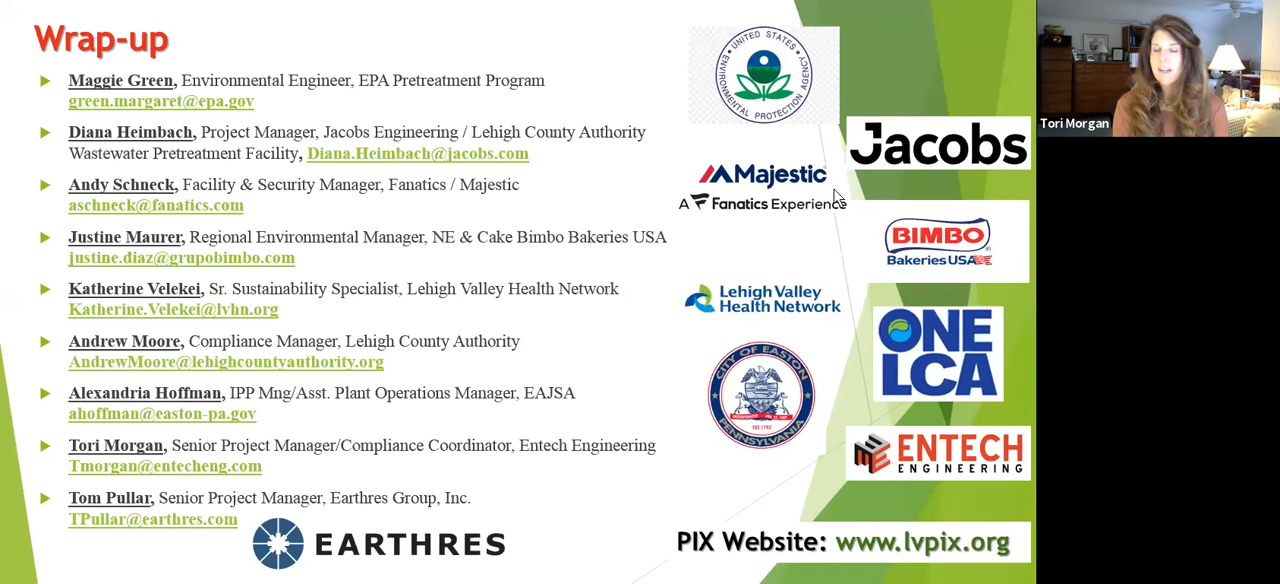 Wrap-up
Maggie Green, Environmental Engineer, EPA Pretreatment Program
green.margaret@epa.gov
Diana Heimbach, Project Manager, Jacobs Engineering / Lehigh County Authority
Wastewater Pretreatment Facility, Diana.Heimbach@jacobs.com
Andy Schneck, Facility & Security Manager, Fanatics / Majestic
aschneck@fanatics.com
Justine Maurer, Regional Environmental Manager, NE & Cake Bimbo Bakeries USA
justine.diaz@grupobimbo.com
Katherine Velekei, Sr. Sustainability Specialist, Lehigh Valley Health Network
Katherine.Velekei@lvhn.org
Andrew Moore, Compliance Manager, Lehigh County Authority
AndrewMoore@lehighcountyauthority.org
Alexandria Hoffman, IPP Mng/Asst. Plant Operations Manager, EAJSA
ahoffman@easton-pa.gov
Tori Morgan, Senior Project Manager/Compliance Coordinator, Entech Engineering
Tmorgan@entecheng.com
Tom Pullar, Senior Project Manager, Earthres Group, Inc.
TPullar@earthres.com
EARTHRES
UNITED STATES
ENVIRONMENTAL PROTECTION AGENCY
Jacobs
Majestic
A Fanatics Experience
BIMBO
Bakeries USA
Lehigh Valley
Health Network
ONE
LCA
CITY OF EASTON
PENNSYLVANIA
ENTECH
ENGINEERING
PIX Website: www.lvpix.org
Tori Morgan